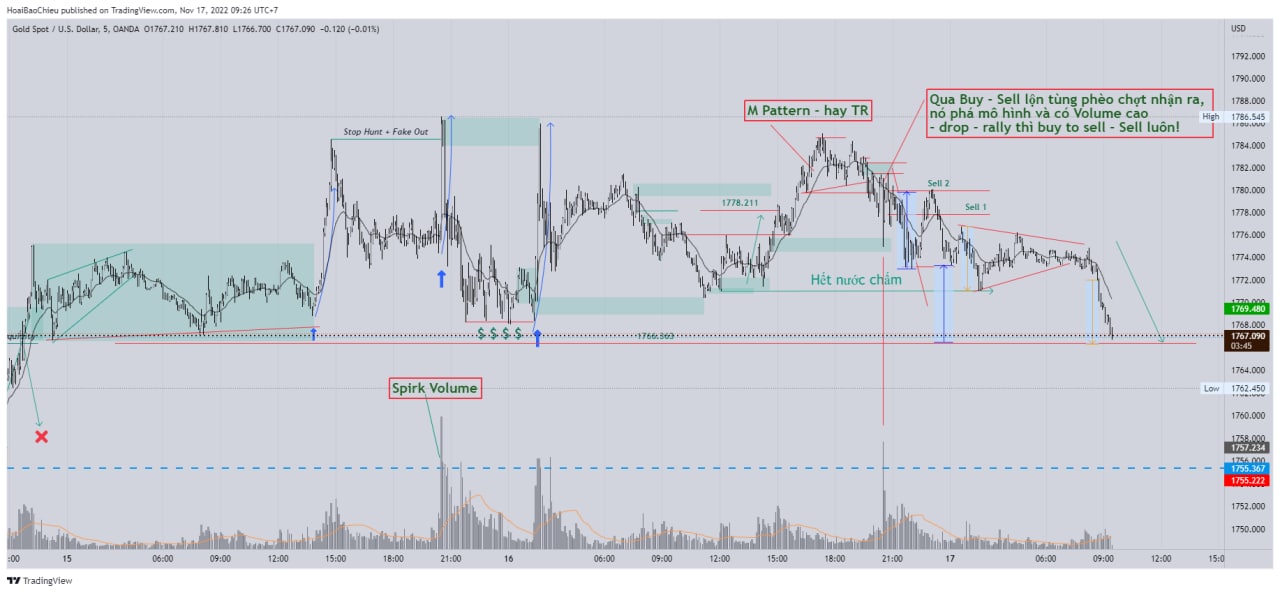 HoaiBaoChieu published on TradingView.com, Nov 17, 2022 09:26 UTC+7
Gold Spot / U.S. Dollar, 5, OANDA O1767.210 H1767.810 L1766.700 C1767.090 −0.120 (−0.01%)
USD
1792.000
1790.000
1788.000
High 1786.545
1784.000
1782.000
1780.000
1778.000
1776.000
1774.000
1772.000
1769.480
1768.000
1767.090
03:45
1764.000
Low 1762.450
1760.000
1758.000
1757.234
1756.000
1755.367
1755.222
1752.000
1750.000
Stop Hunt + Fake Out
M Pattern - hay TR
Qua Buy - Sell lộn tùng phèo chợt nhận ra,
nó phá mô hình và có Volume cao
- drop - rally thì buy to sell - Sell luôn!
Sell 2
Sell 1
1778.211
Hết nước chấm
$ $ $ $
1766.363
Spirk Volume
:00 15 06:00 09:00 12:00 15:00 21:00 16 06:00 09:00 12:00 15:00 21:00 17 06:00 09:00 12:00 15:0
TradingView